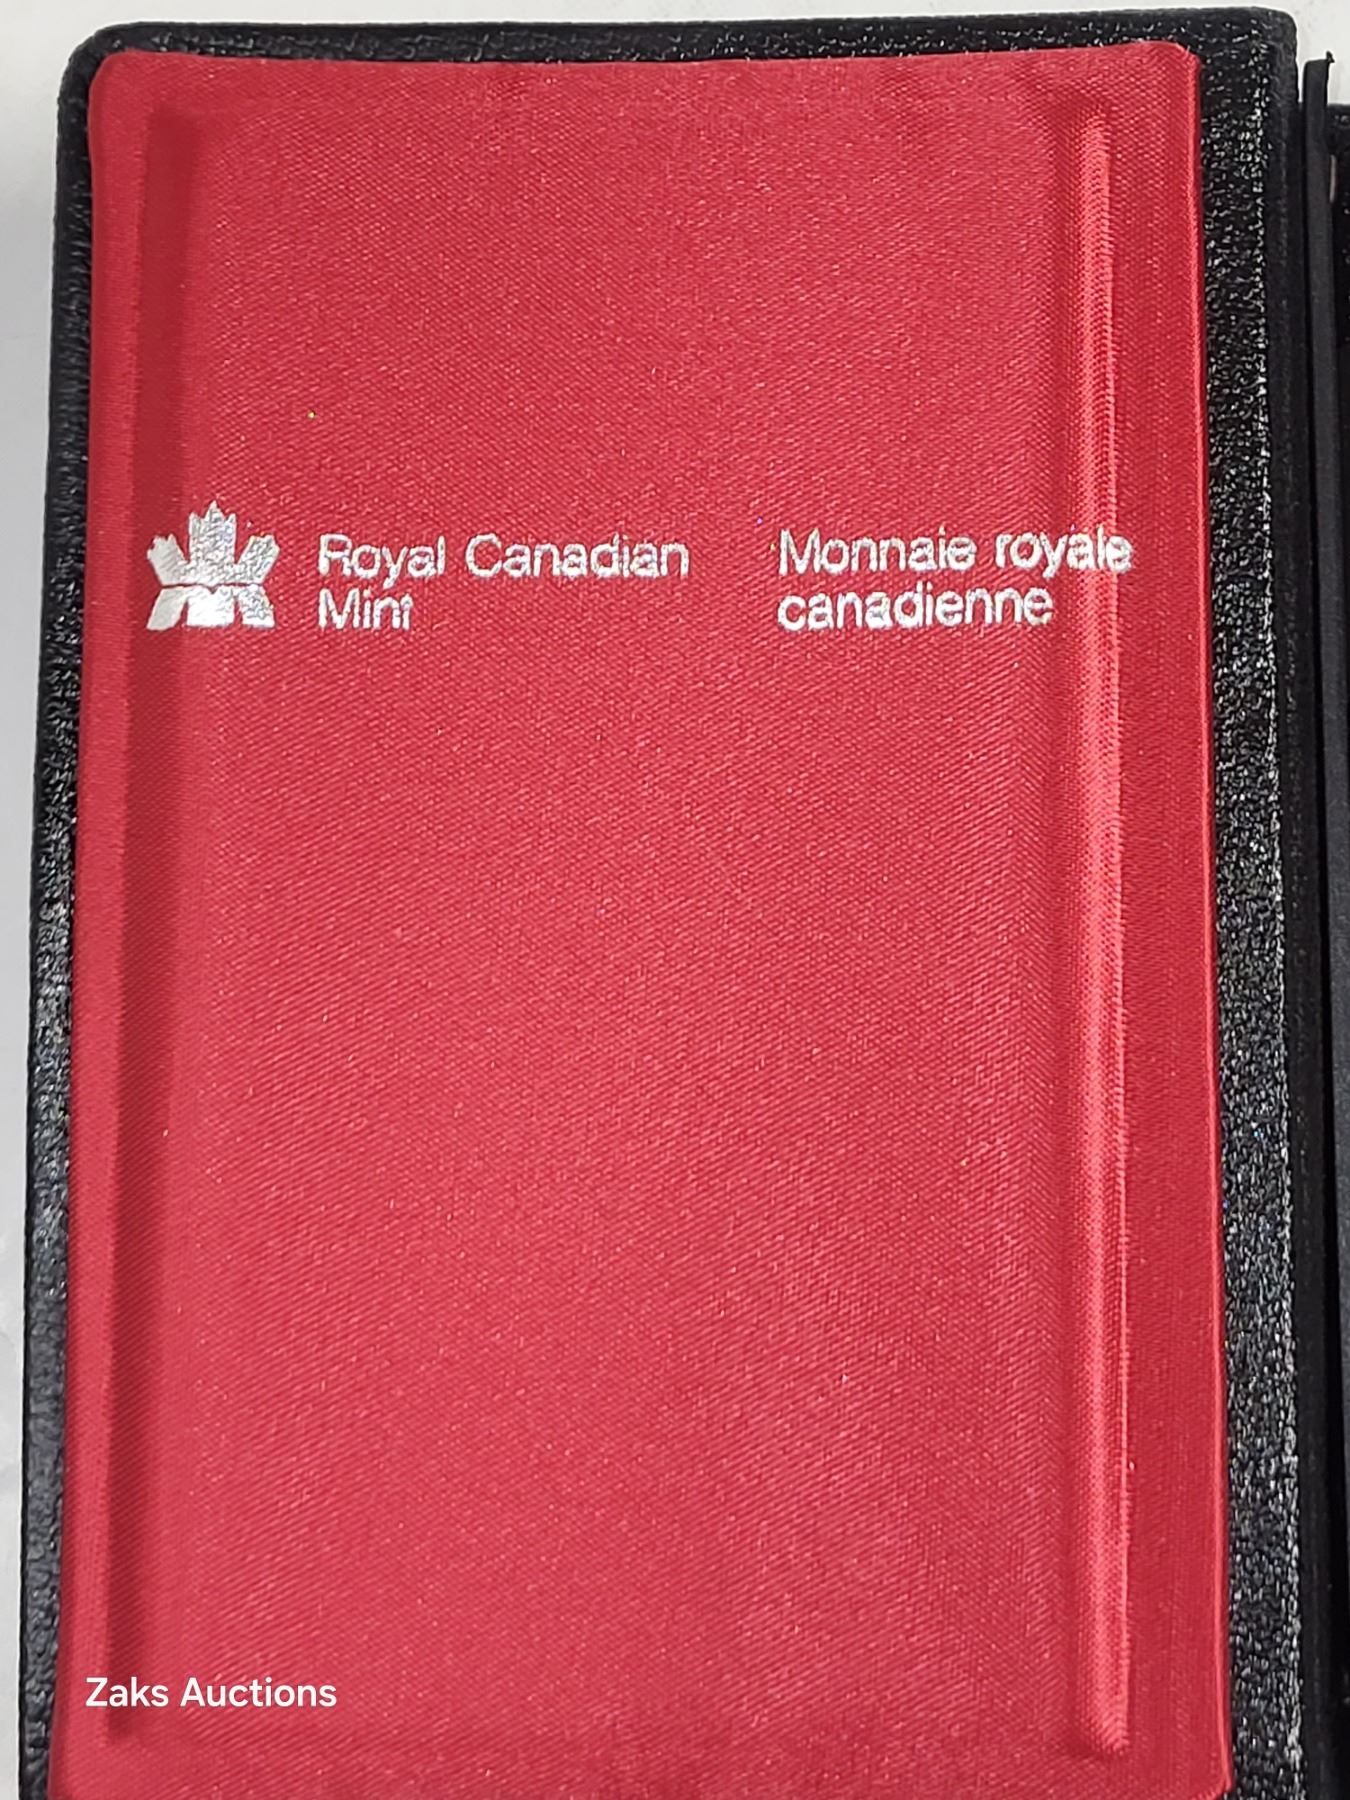 Royal Canadian
Mint
Monnaie royale
canadienne
Zaks Auctions